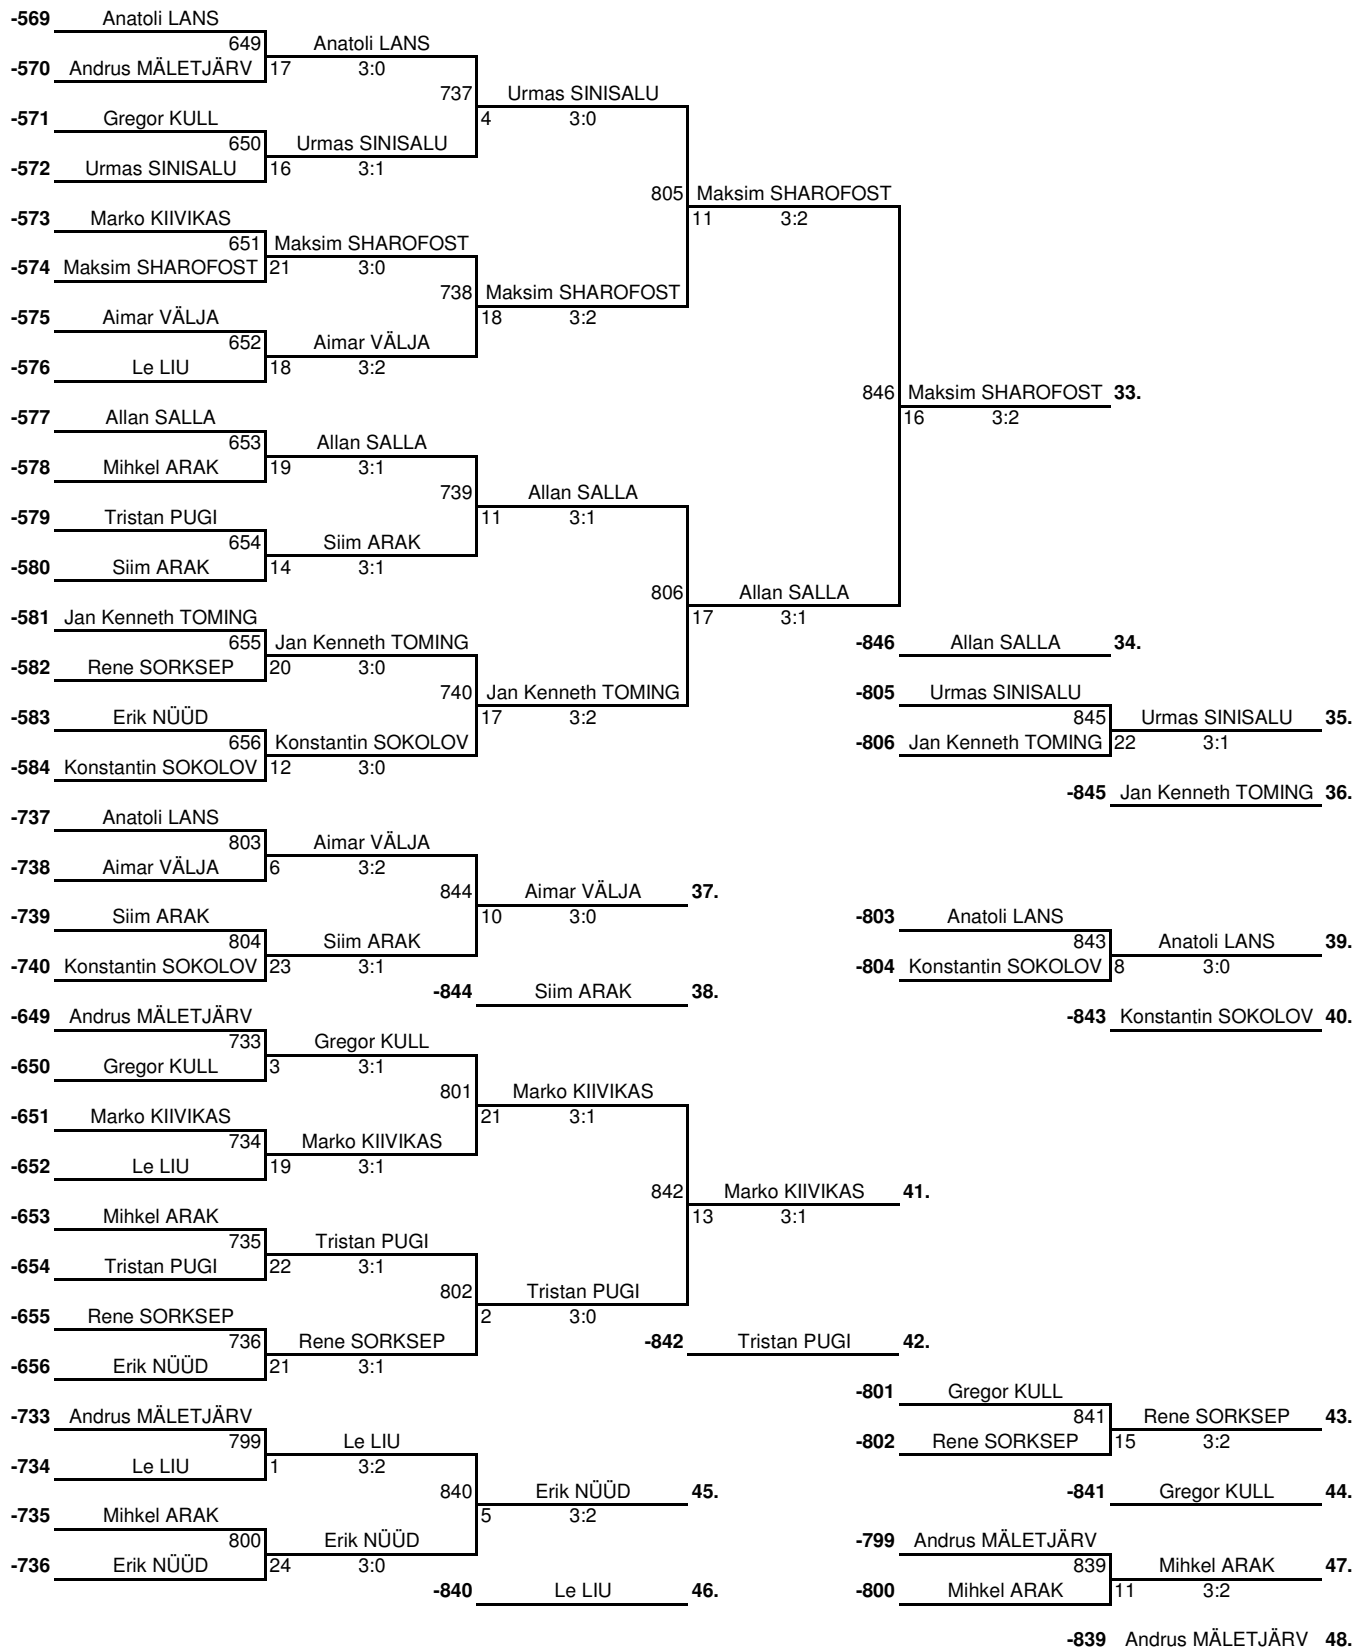 -569 Anatoli LANS
649 Anatoli LANS
-570 Andrus MÄLETJÄRV 17 3:0
737 Urmas SINISALU
-571 Gregor KULL 4 3:0
650 Urmas SINISALU
-572 Urmas SINISALU 16 3:1
805 Maksim SHAROFOST
-573 Marko KIIVIKAS 11 3:2
651 Maksim SHAROFOST
-574 Maksim SHAROFOST 21 3:0
738 Maksim SHAROFOST
-575 Aimar VÄLJA 18 3:2
652 Aimar VÄLJA
-576 Le LIU 18 3:2
846 Maksim SHAROFOST 33.
-577 Allan SALLA 16 3:2
653 Allan SALLA
-578 Mihkel ARAK 19 3:1
739 Allan SALLA
-579 Tristan PUGI 11 3:1
654 Siim ARAK
-580 Siim ARAK 14 3:1
806 Allan SALLA
-581 Jan Kenneth TOMING 17 3:1
655 Jan Kenneth TOMING -846 Allan SALLA 34.
-582 Rene SORKSEP 20 3:0
740 Jan Kenneth TOMING -805 Urmas SINISALU
-583 Erik NÜÜD 17 3:2 845 Urmas SINISALU 35.
656 Konstantin SOKOLOV -806 Jan Kenneth TOMING 22 3:1
-584 Konstantin SOKOLOV 12 3:0
-845 Jan Kenneth TOMING 36.
-737 Anatoli LANS
803 Aimar VÄLJA
-738 Aimar VÄLJA 6 3:2
844 Aimar VÄLJA 37.
-739 Siim ARAK 10 3:0 -803 Anatoli LANS
804 Siim ARAK 843 Anatoli LANS 39.
-740 Konstantin SOKOLOV 23 3:1 -804 Konstantin SOKOLOV 8 3:0
-844 Siim ARAK 38.
-649 Andrus MÄLETJÄRV -843 Konstantin SOKOLOV 40.
733 Gregor KULL
-650 Gregor KULL 3 3:1
801 Marko KIIVIKAS
-651 Marko KIIVIKAS 21 3:1
734 Marko KIIVIKAS
-652 Le LIU 19 3:1
842 Marko KIIVIKAS 41.
-653 Mihkel ARAK 13 3:1
735 Tristan PUGI
-654 Tristan PUGI 22 3:1
802 Tristan PUGI
-655 Rene SORKSEP 2 3:0
736 Rene SORKSEP -842 Tristan PUGI 42.
-656 Erik NÜÜD 21 3:1
-801 Gregor KULL
-733 Andrus MÄLETJÄRV 841 Rene SORKSEP 43.
799 Le LIU -802 Rene SORKSEP 15 3:2
-734 Le LIU 1 3:2
840 Erik NÜÜD 45. -841 Gregor KULL 44.
-735 Mihkel ARAK 5 3:2
800 Erik NÜÜD -799 Andrus MÄLETJÄRV
-736 Erik NÜÜD 24 3:0 839 Mihkel ARAK 47.
-840 Le LIU 46. -800 Mihkel ARAK 11 3:2
-839 Andrus MÄLETJÄRV 48.